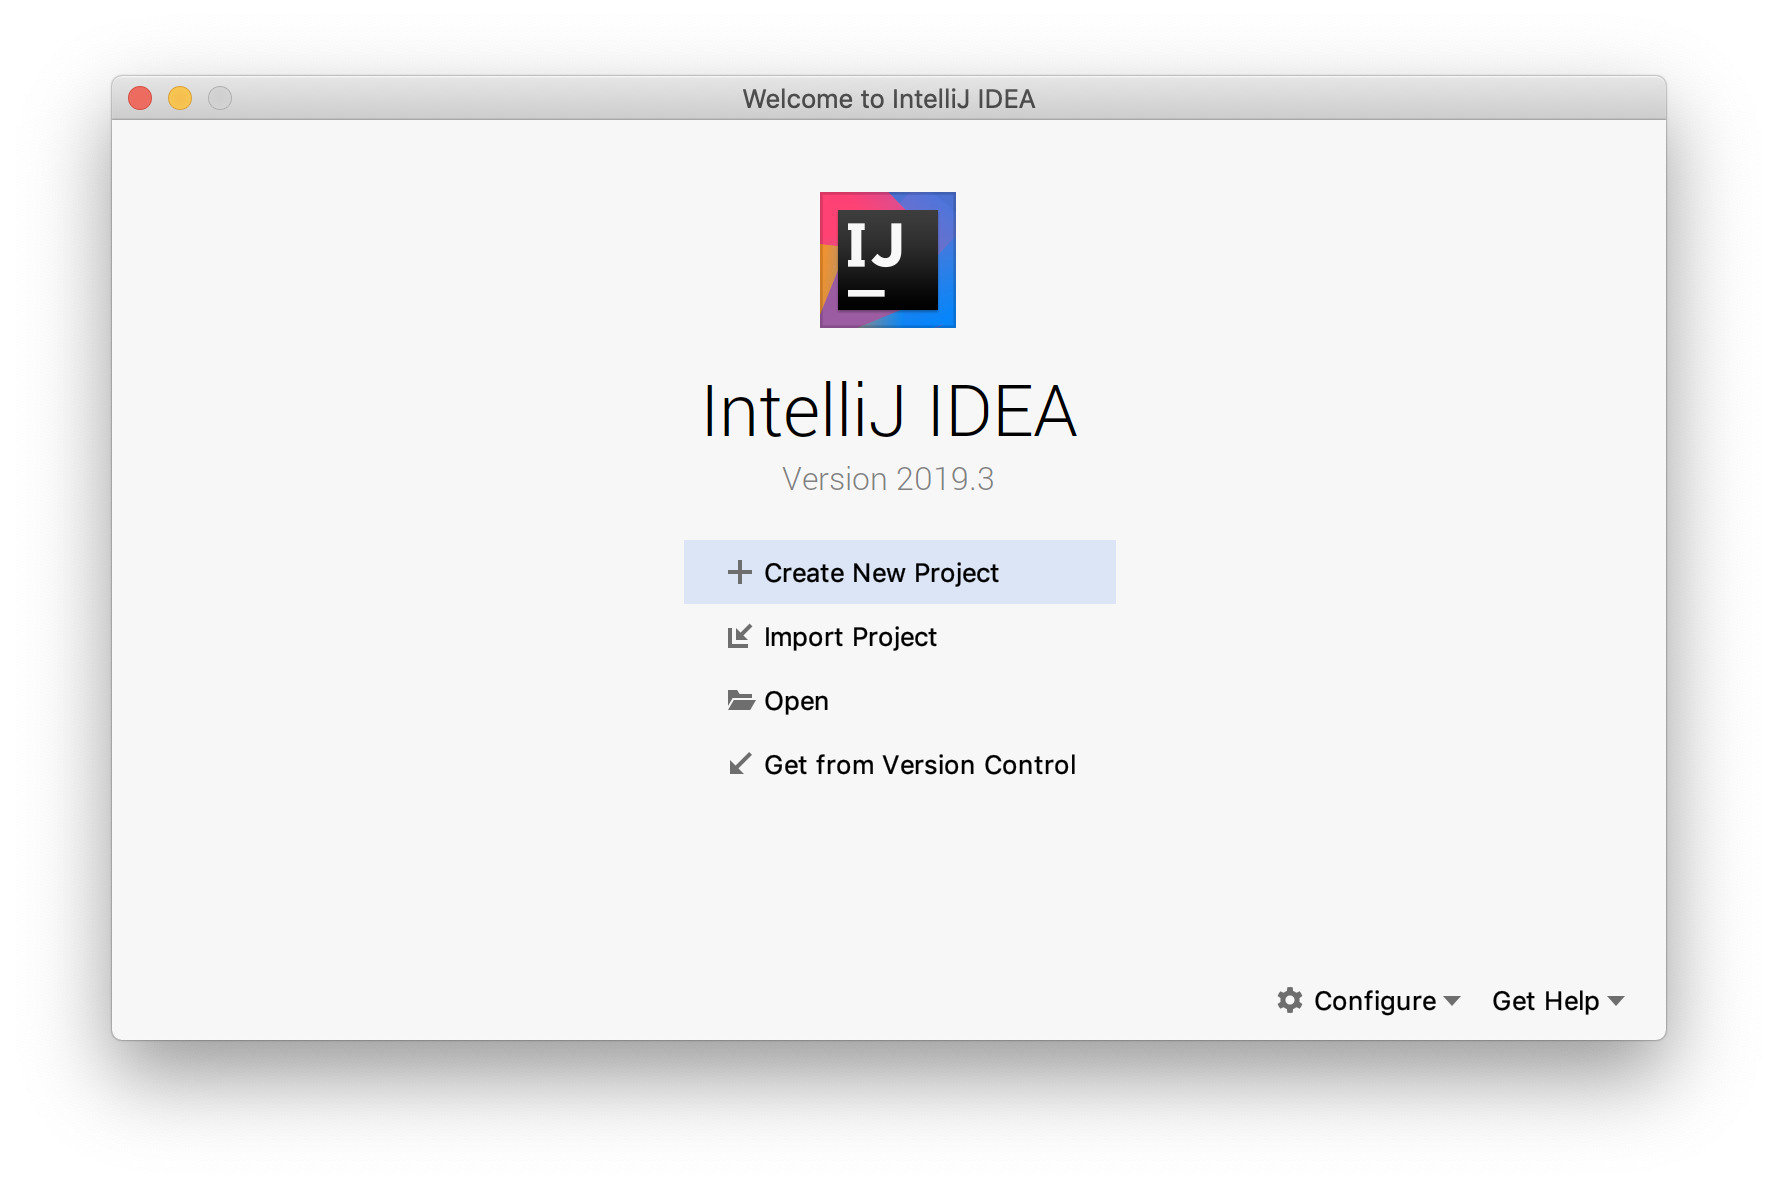 Welcome to IntelliJ IDEA
IJ
IntelliJ IDEA
Version 2019.3
Create New Project
Import Project
Open
Get from Version Control
Configure
Get Help